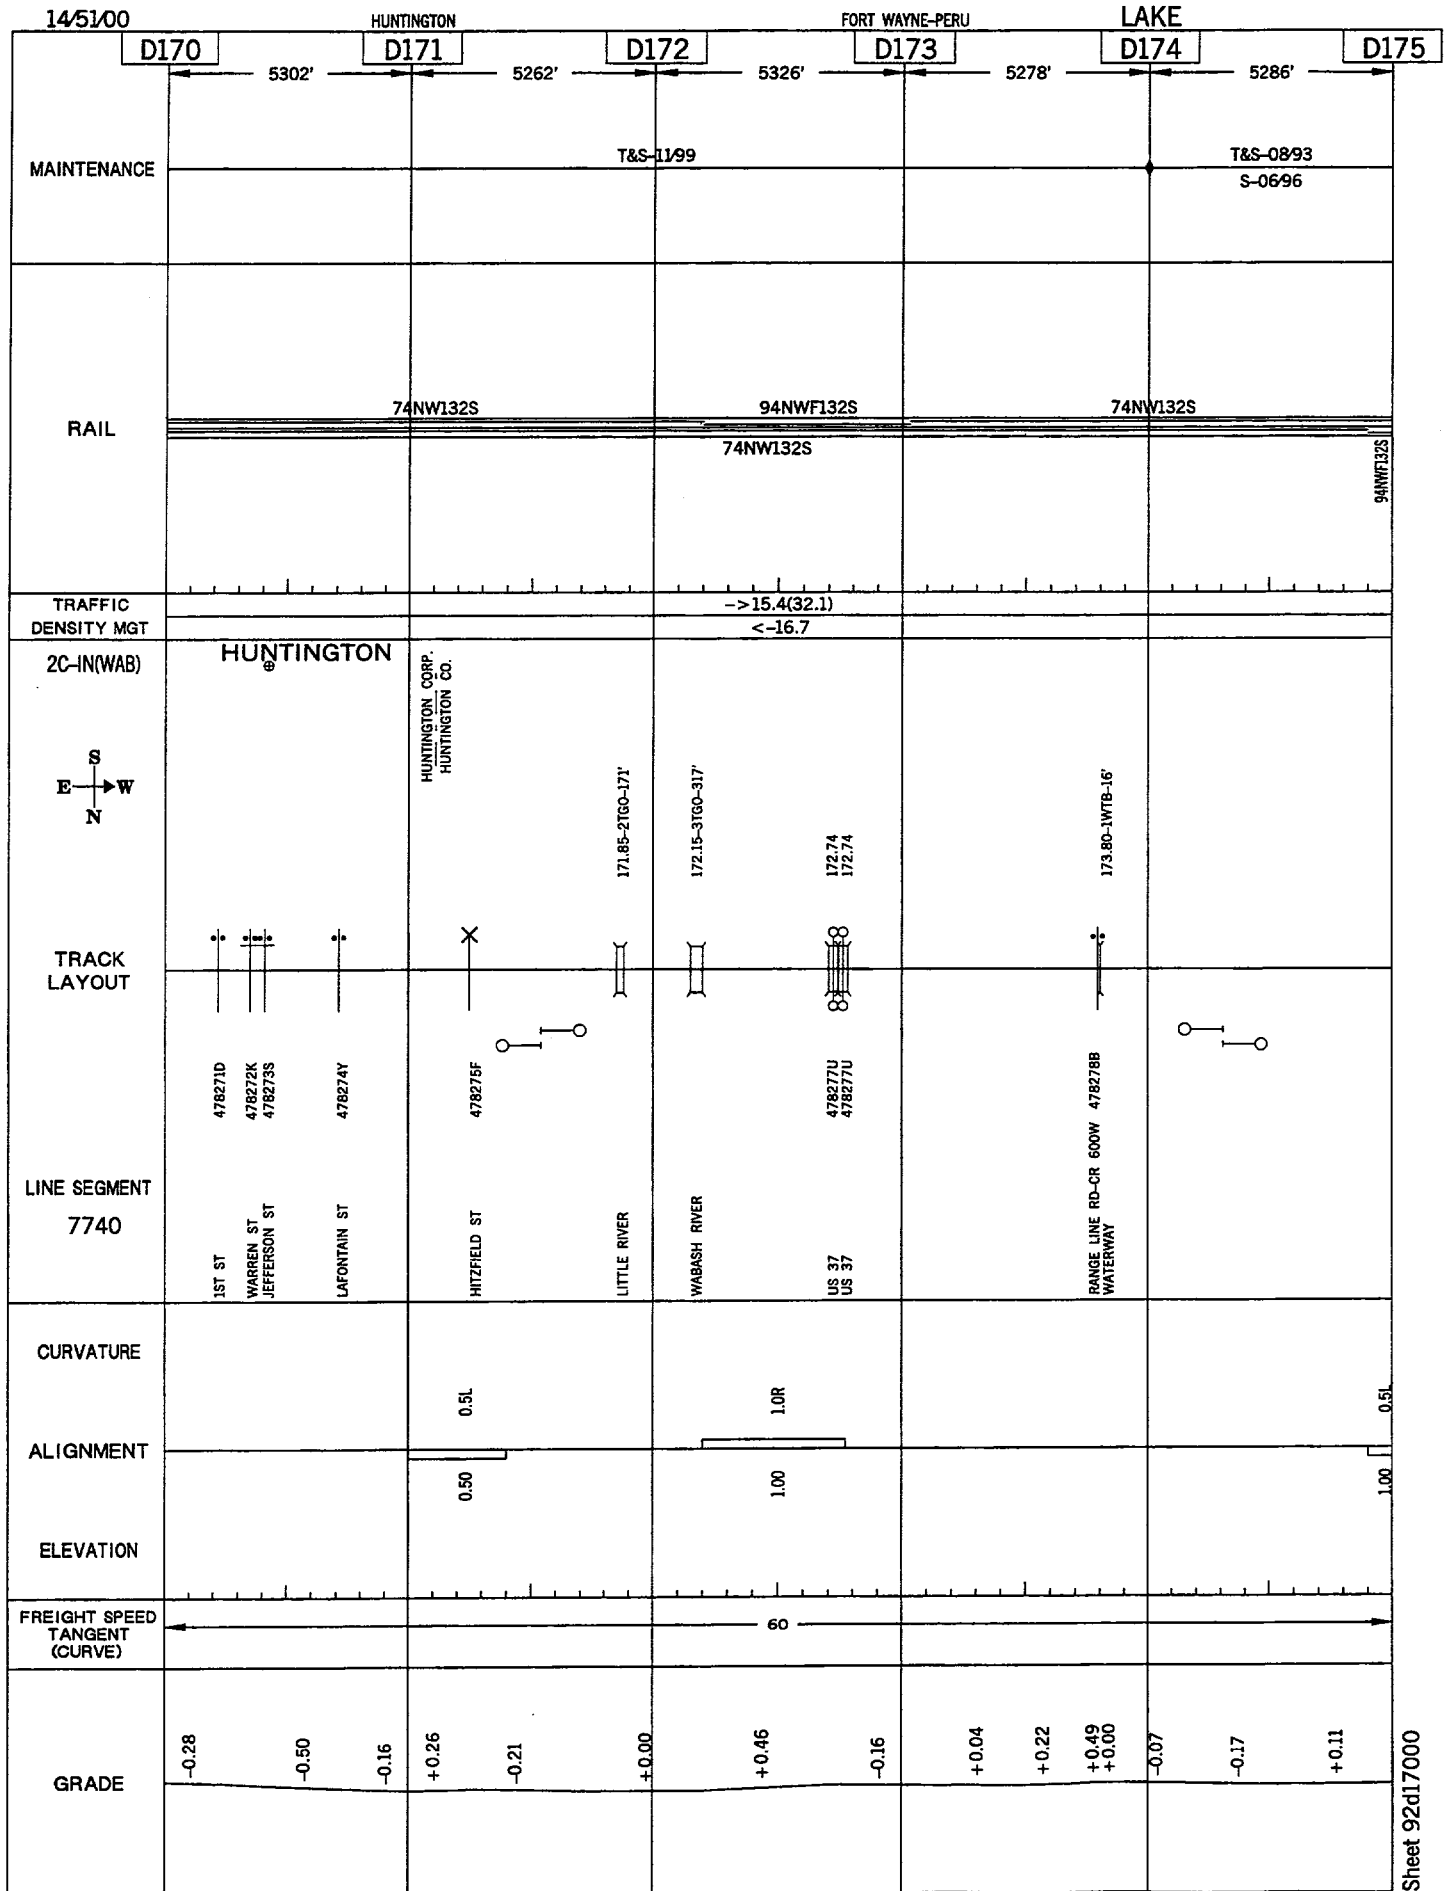 14/51/00
HUNTINGTON
FORT WAYNE-PERU
LAKE
D170
D171
D172
D173
D174
D175
5302'
5262'
5326'
5278'
5286'
MAINTENANCE
T&S-11/99
T&S-08/93
S-06/96
RAIL
74NW132S
94NWF132S
74NW132S
74NW132S
94NWF132S
TRAFFIC
DENSITY MGT
->15.4(32.1)
<-16.7
2C-IN(WAB)
HUNTINGTON
HUNTINGTON CORP.
HUNTINGTON CO.
S
E W
N
171.85-2TGO-171'
172.15-3TGO-317'
172.74
172.74
173.80-1WTB-16'
TRACK
LAYOUT
478271D
478272K
478273S
478274Y
478275F
478277U
478277U
RANGE LINE RD-CR 600W 478278B
WATERWAY
LINE SEGMENT
7740
1ST ST
WARREN ST
JEFFERSON ST
LAFONTAIN ST
HITZFIELD ST
LITTLE RIVER
WABASH RIVER
US 37
US 37
CURVATURE
0.5L
1.0R
0.5L
ALIGNMENT
0.50
1.00
1.00
ELEVATION
FREIGHT SPEED
TANGENT
(CURVE)
60
GRADE
-0.28
-0.50
-0.16
+0.26
-0.21
+0.00
+0.46
-0.16
+0.04
+0.22
+0.49
+0.00
-0.07
-0.17
+0.11
Sheet 92d17000